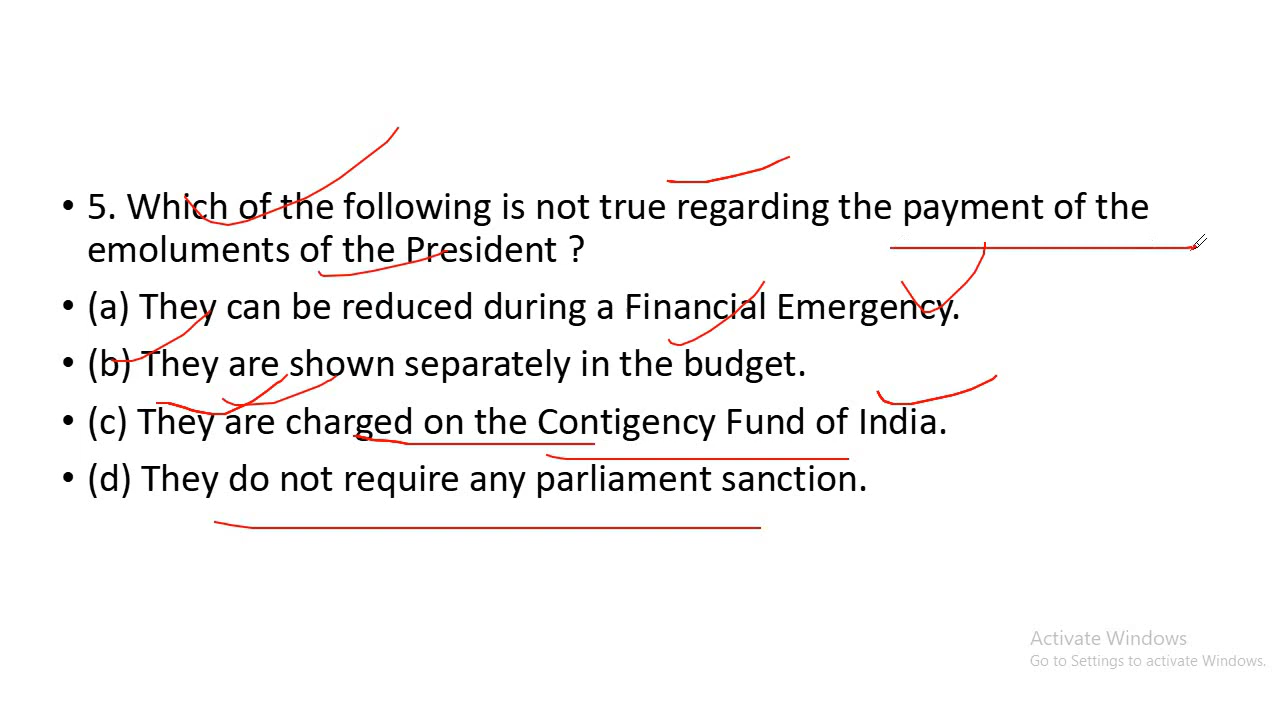 • 5. Which of the following is not true regarding the payment of the
emoluments of the President ?
• (a) They can be reduced during a Financial Emergency.
• (b) They are shown separately in the budget.
• (c) They are charged on the Contigency Fund of India.
• (d) They do not require any parliament sanction.
Activate Windows
Go to Settings to activate Windows.